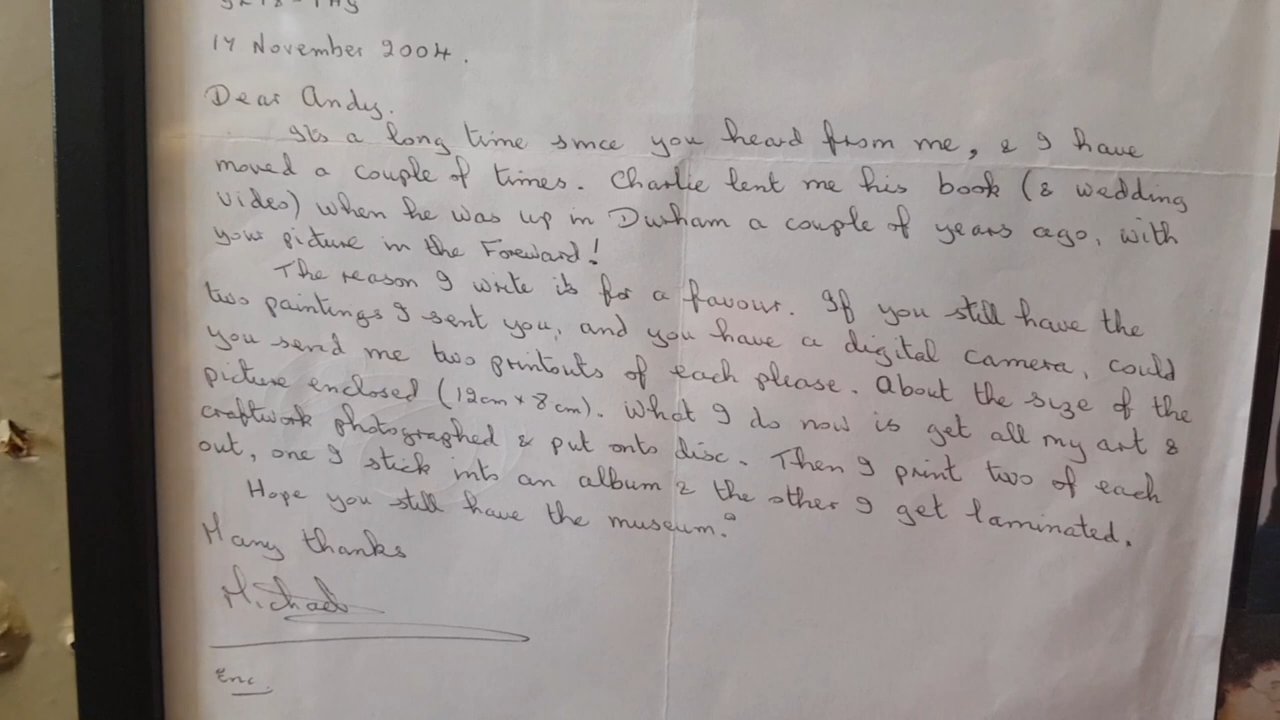 14 November 2004.
Dear Andy.
Its a long time since you heard from me, & I have
moved a couple of times. Charlie lent me his book (& wedding
video) when he was up in Durham a couple of years ago, with
your picture in the Foreward!
The reason I write is for a favour. If you still have the
two paintings I sent you, and you have a digital camera, could
you send me two printouts of each please. About the size of the
picture enclosed (12cm x 8cm). What I do now is get all my art &
craftwork photographed & put onto disc. Then I print two of each
out, one I stick into an album & the other I get laminated.
Hope you still have the museum.
Many thanks
Michael
Enc.